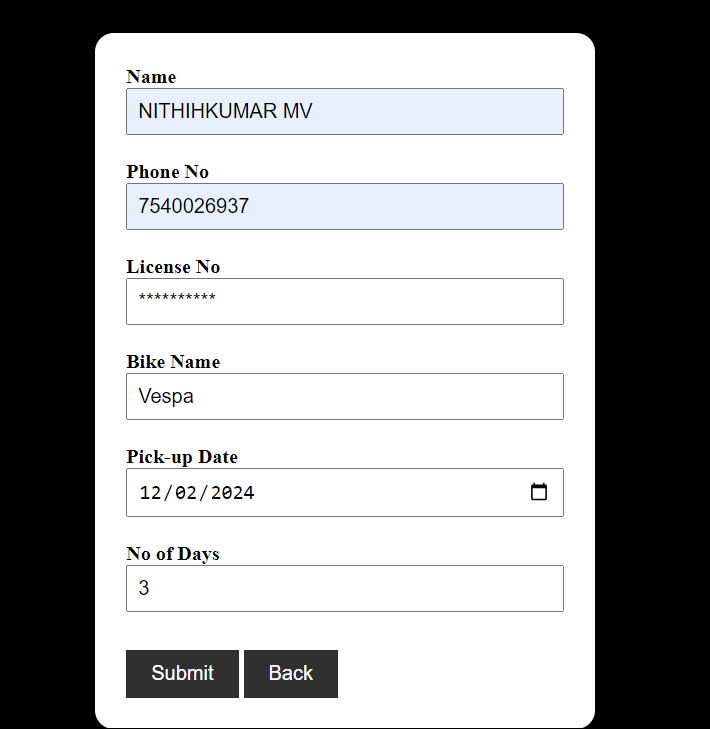 Name
NITHIHKUMAR MV
Phone No
7540026937
License No
**********
Bike Name
Vespa
Pick-up Date
12/02/2024
No of Days
3
Submit Back